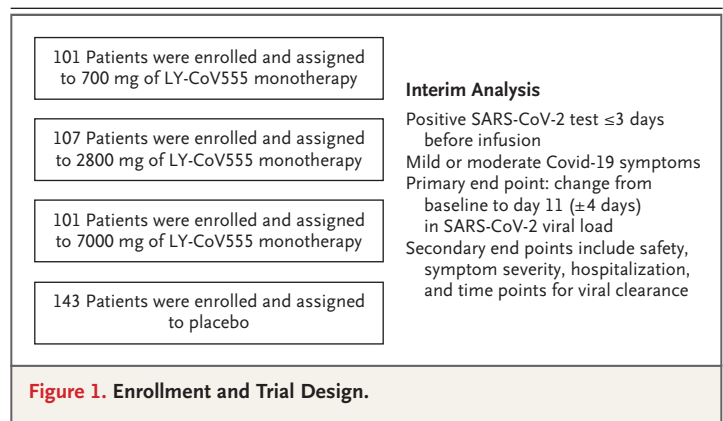 101 Patients were enrolled and assigned
to 700 mg of LY-CoV555 monotherapy
107 Patients were enrolled and assigned
to 2800 mg of LY-CoV555 monotherapy
101 Patients were enrolled and assigned
to 7000 mg of LY-CoV555 monotherapy
143 Patients were enrolled and assigned
to placebo
Interim Analysis
Positive SARS-CoV-2 test ≤3 days
before infusion
Mild or moderate Covid-19 symptoms
Primary end point: change from
baseline to day 11 (±4 days)
in SARS-CoV-2 viral load
Secondary end points include safety,
symptom severity, hospitalization,
and time points for viral clearance
Figure 1. Enrollment and Trial Design.